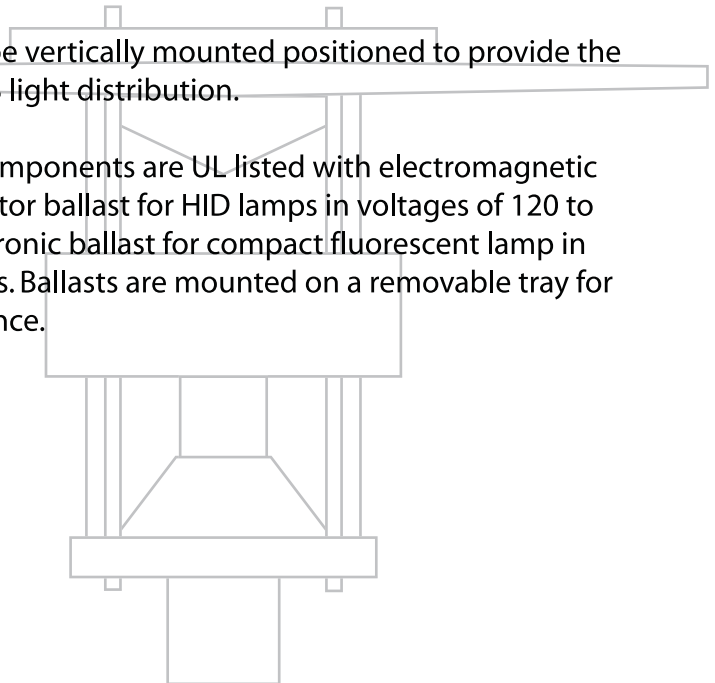 be vertically mounted positioned to provide the
light distribution.
mponents are UL listed with electromagnetic
tor ballast for HID lamps in voltages of 120 to
ronic ballast for compact fluorescent lamp in
s. Ballasts are mounted on a removable tray for
nce.